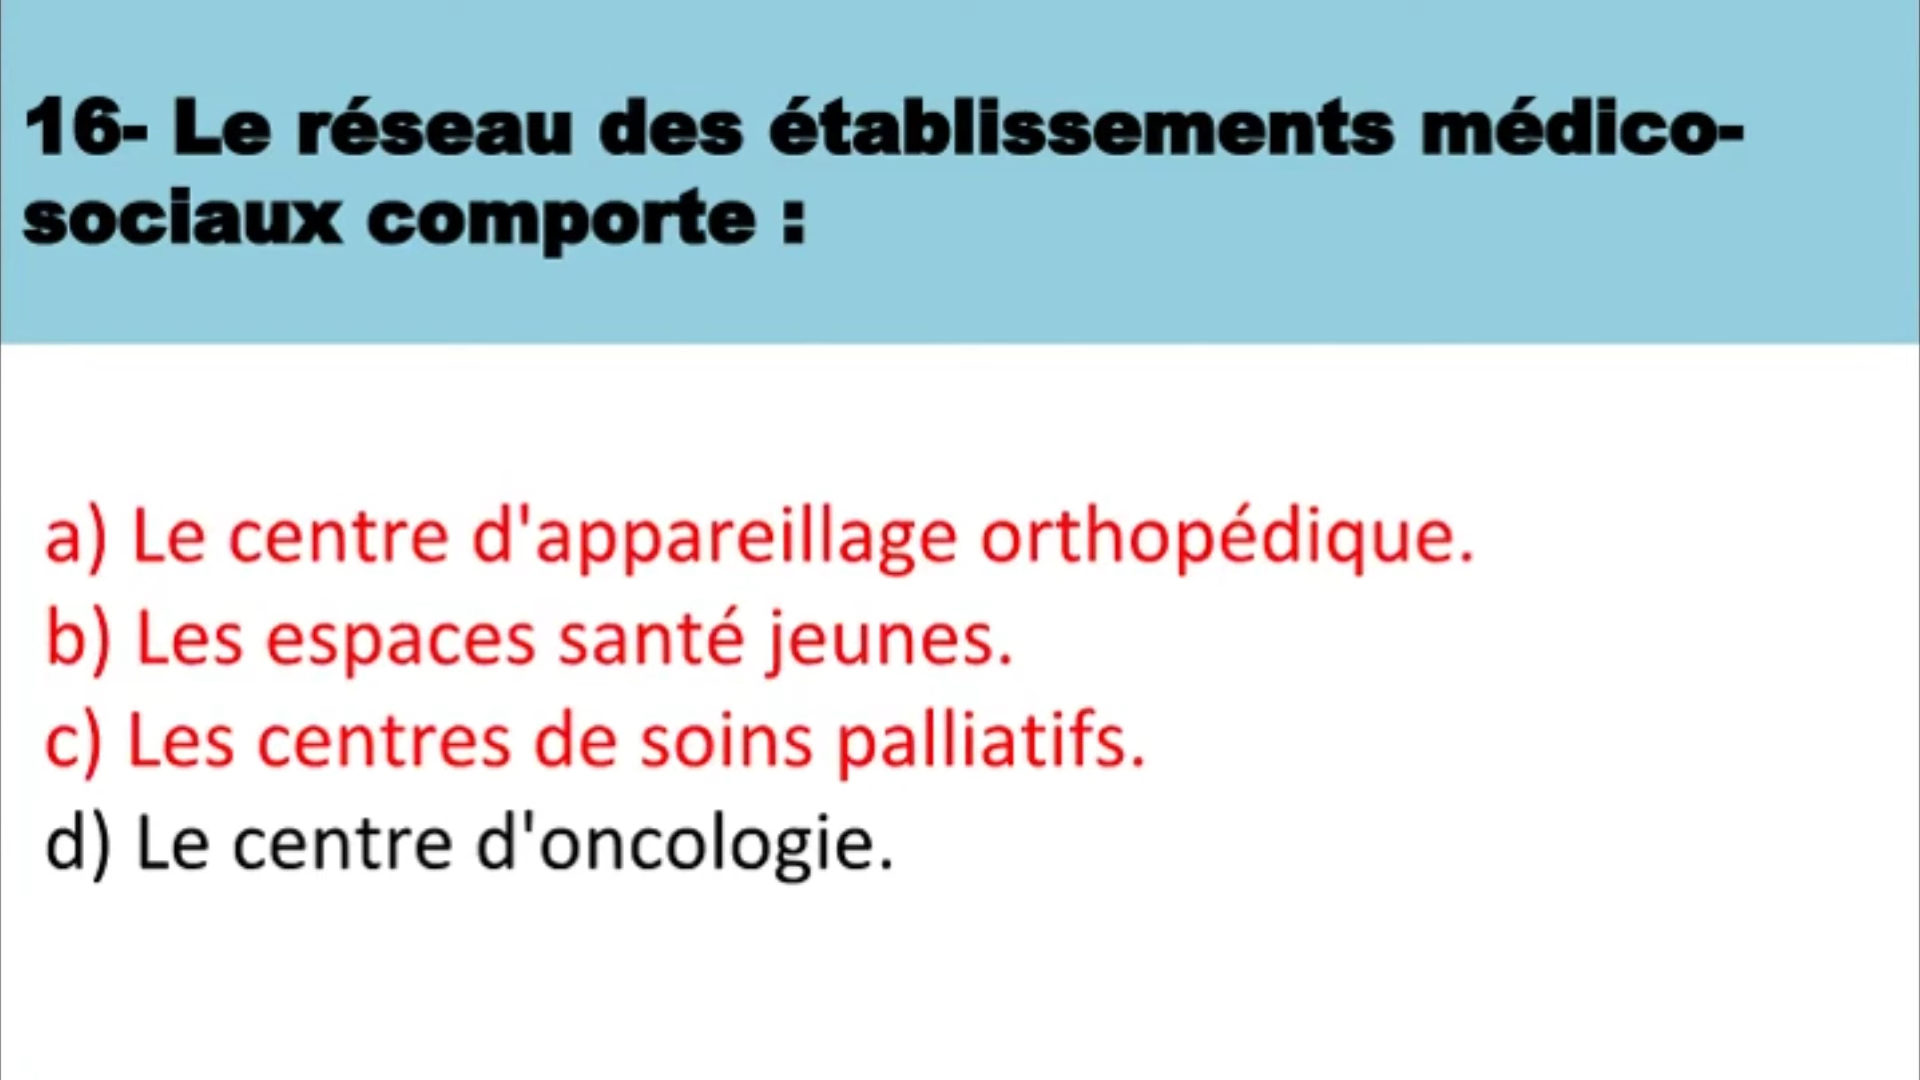 16- Le réseau des établissements médico-
sociaux comporte :
a) Le centre d'appareillage orthopédique.
b) Les espaces santé jeunes.
c) Les centres de soins palliatifs.
d) Le centre d'oncologie.